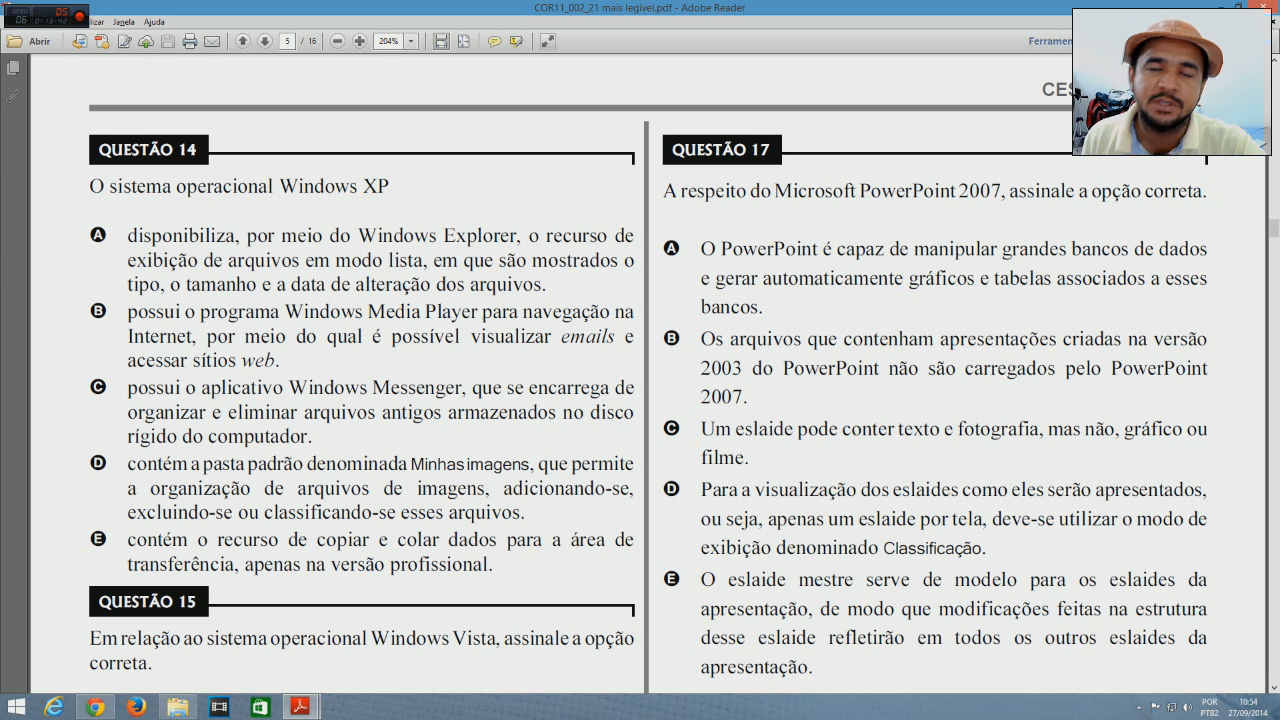 COR11_002_21 mais legivel.pdf - Adobe Reader
Janela Ajuda
Abrir
5 / 16
204%
QUESTÃO 14
O sistema operacional Windows XP
A disponibiliza, por meio do Windows Explorer, o recurso de
exibição de arquivos em modo lista, em que são mostrados o
tipo, o tamanho e a data de alteração dos arquivos.
B possui o programa Windows Media Player para navegação na
Internet, por meio do qual é possível visualizar emails e
acessar sítios web.
C possui o aplicativo Windows Messenger, que se encarrega de
organizar e eliminar arquivos antigos armazenados no disco
rígido do computador.
D contém a pasta padrão denominada Minhas imagens, que permite
a organização de arquivos de imagens, adicionando-se,
excluindo-se ou classificando-se esses arquivos.
E contém o recurso de copiar e colar dados para a área de
transferência, apenas na versão profissional.
QUESTÃO 15
Em relação ao sistema operacional Windows Vista, assinale a opção
correta.
QUESTÃO 17
A respeito do Microsoft PowerPoint 2007, assinale a opção correta.
A O PowerPoint é capaz de manipular grandes bancos de dados
e gerar automaticamente gráficos e tabelas associados a esses
bancos.
B Os arquivos que contenham apresentações criadas na versão
2003 do PowerPoint não são carregados pelo PowerPoint
2007.
C Um eslaide pode conter texto e fotografia, mas não, gráfico ou
filme.
D Para a visualização dos eslaides como eles serão apresentados,
ou seja, apenas um eslaide por tela, deve-se utilizar o modo de
exibição denominado Classificação.
E O eslaide mestre serve de modelo para os eslaides da
apresentação, de modo que modificações feitas na estrutura
desse eslaide refletirão em todos os outros eslaides da
apresentação.
POR
PTB2
10:54
27/09/2014